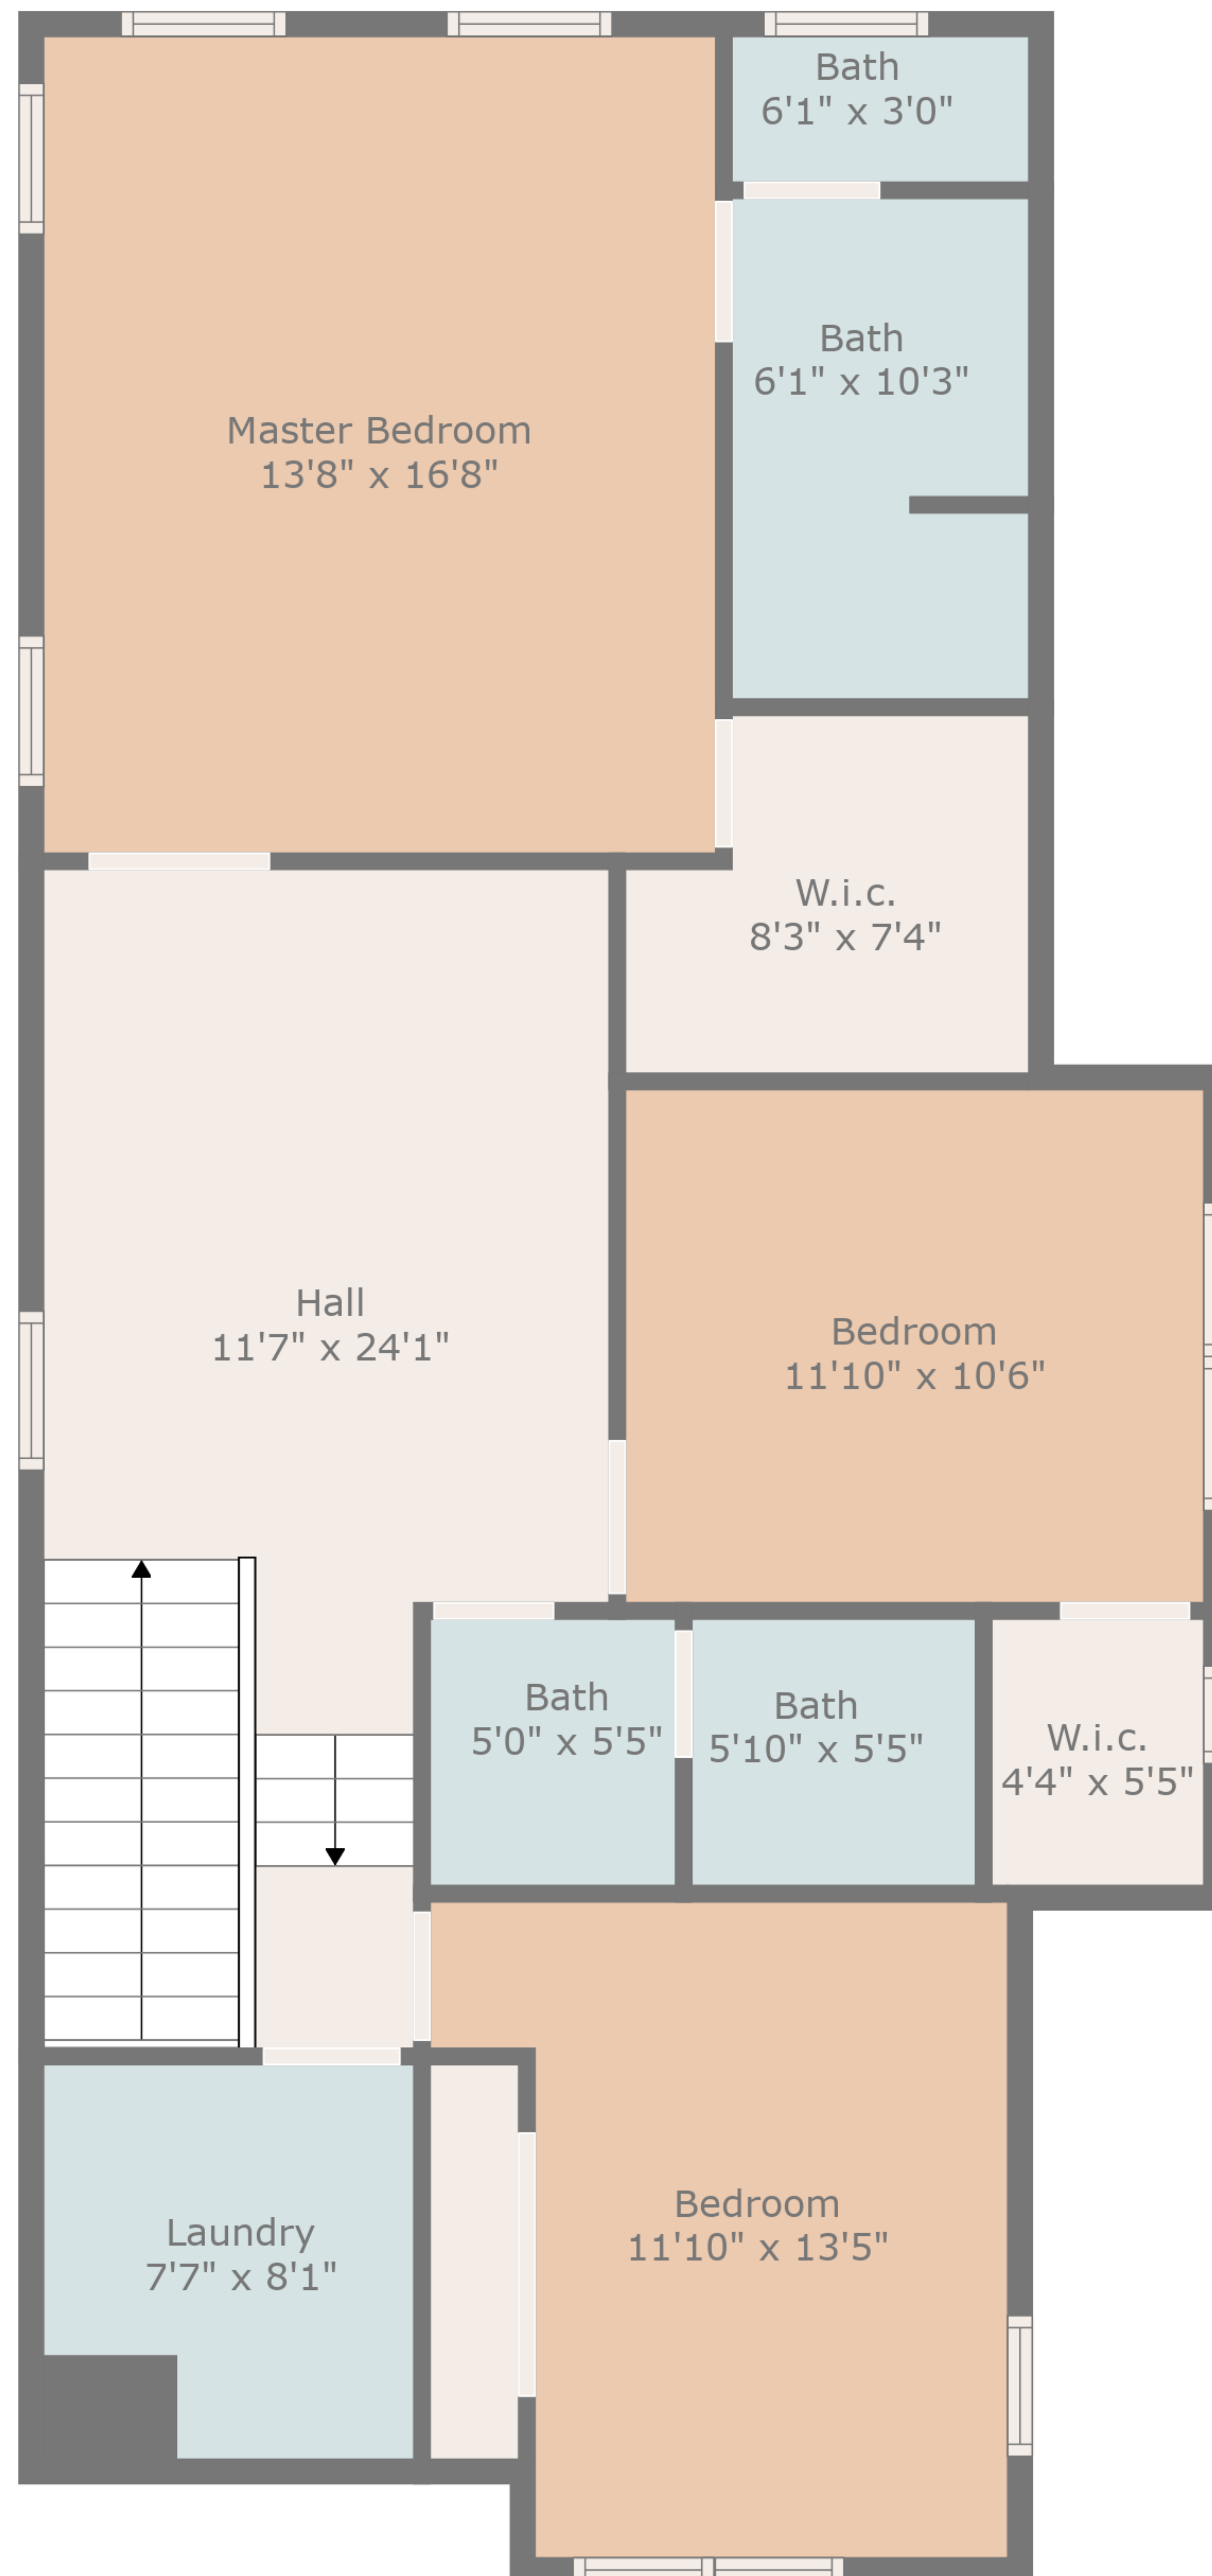 Bath
6'1" x 3'0"
Bath
6'1" x 10'3"
Master Bedroom
13'8" x 16'8"
W.i.c.
8'3" x 7'4"
Hall
11'7" x 24'1"
Bedroom
11'10" x 10'6"
Bath
5'0" x 5'5"
Bath
5'10" x 5'5"
W.i.c.
4'4" x 5'5"
Bedroom
11'10" x 13'5"
Laundry
7'7" x 8'1"